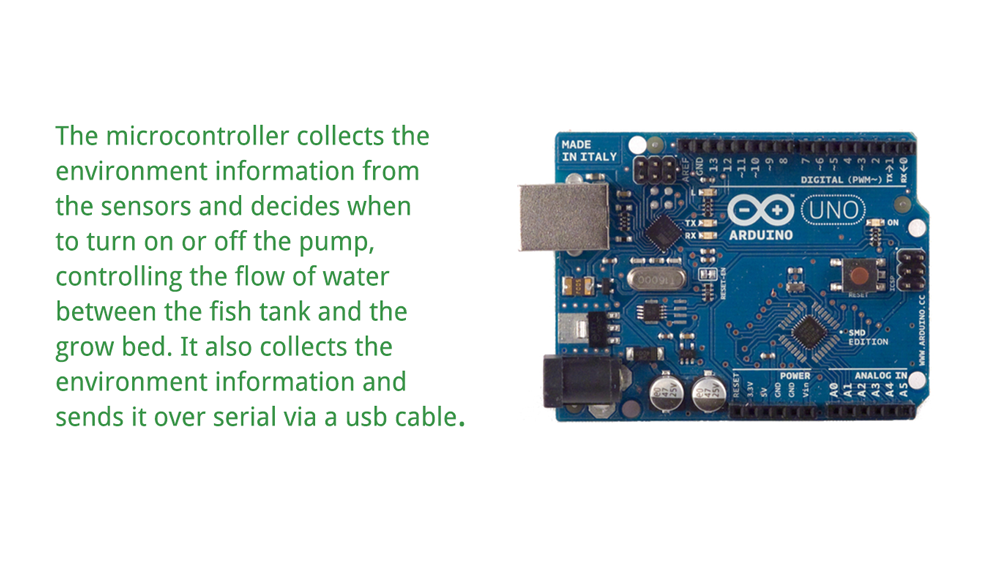 The microcontroller collects the
environment information from
the sensors and decides when
to turn on or off the pump,
controlling the flow of water
between the fish tank and the
grow bed. It also collects the
environment information and
sends it over serial via a usb cable.
MADE
IN ITALY
AREF
GND
13
12
~11
~10
~9
8
7
~6
~5
4
~3
2
TX→1
RX←0
DIGITAL (PWM~)
L
TX
RX
ARDUINO
UNO
ON
ICSP
RESET
RESET-EN
SMD
EDITION
WWW.ARDUINO.CC
47
25V
47
25V
POWER
ANALOG IN
RESET
3.3V
5V
GND
GND
Vin
A0
A1
A2
A3
A4
A5